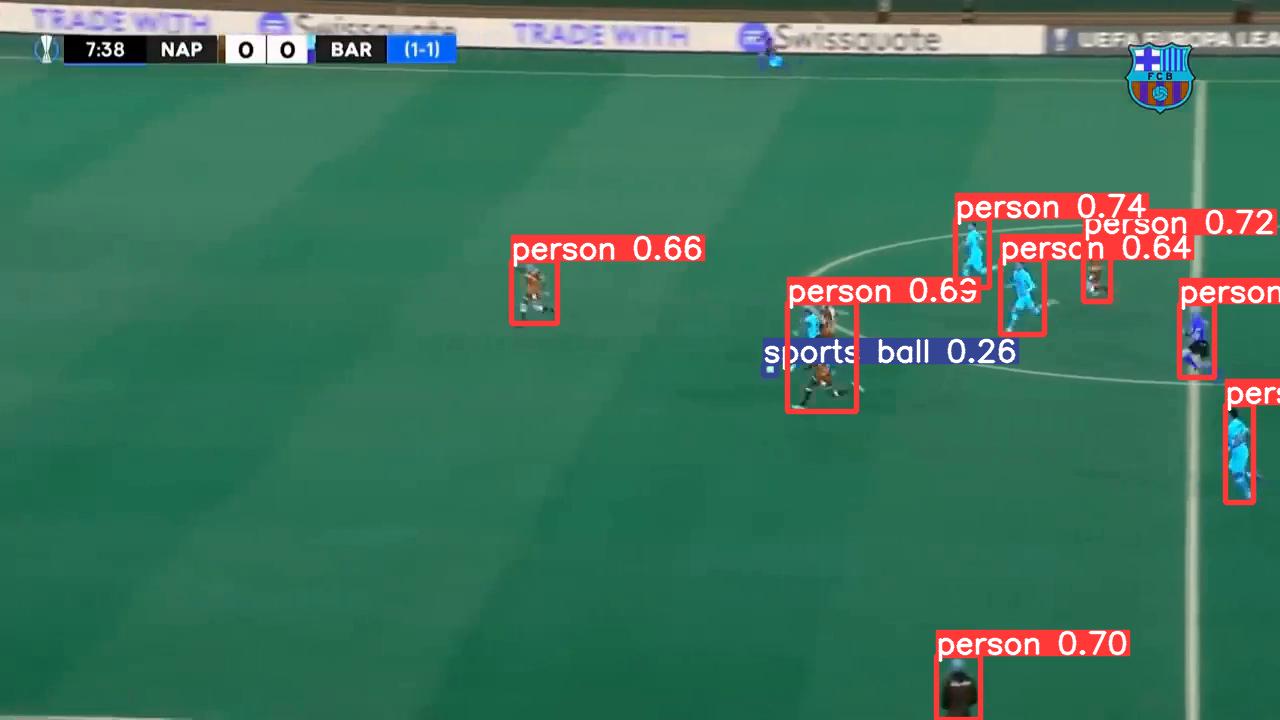 TRADE WITH Swissquote TRADE WITH Swissquote UEFA EUROPA LEA
7:38 NAP 0 0 BAR (1-1)
FCB
person 0.74
person 0.72
person 0.66
person 0.64
person 0.69
person
sports ball 0.26
pers
person 0.70